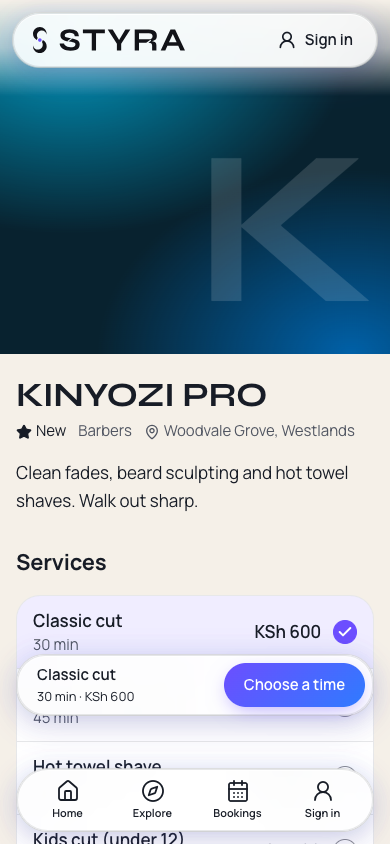 STYRA
Sign in
K
KINYOZI PRO
New Barbers Woodvale Grove, Westlands
Clean fades, beard sculpting and hot towel
shaves. Walk out sharp.
Services
Classic cut
KSh 600
30 min
Classic cut
30 min · KSh 600
Choose a time
45 min
Hot towel shave
Home
Explore
Bookings
Sign in
Kids cut (under 12)